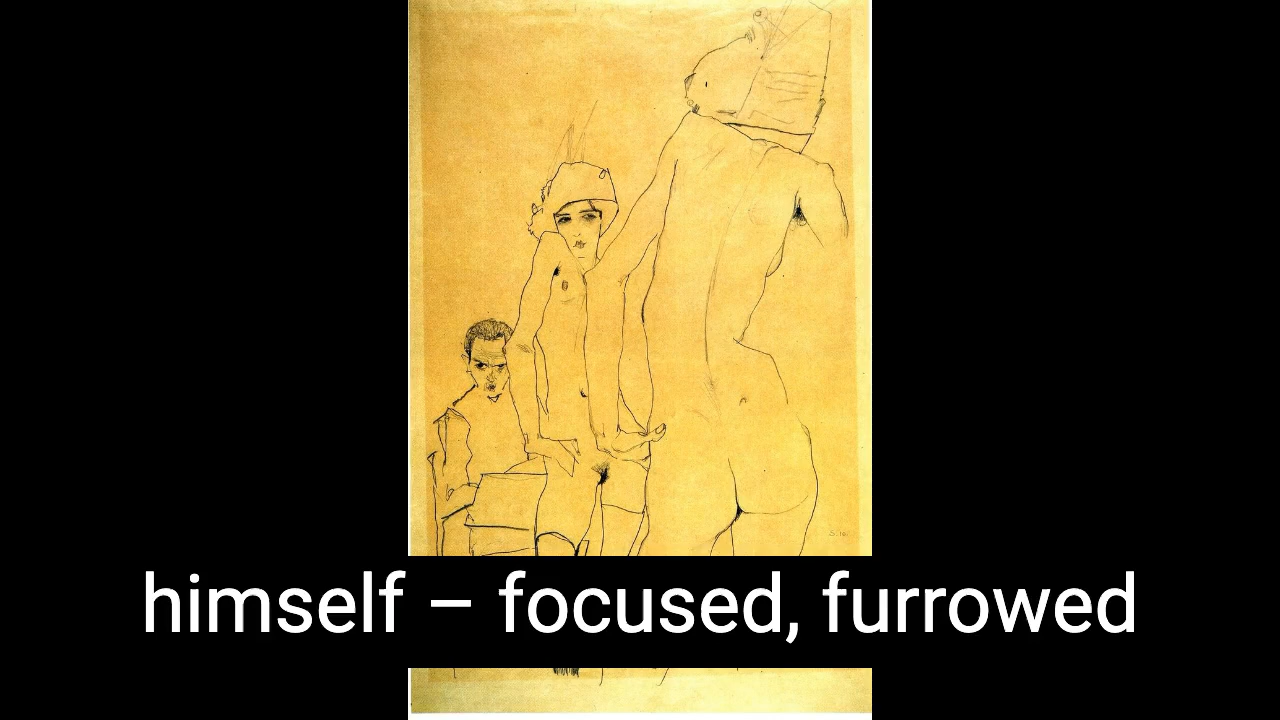 himself – focused, furrowed